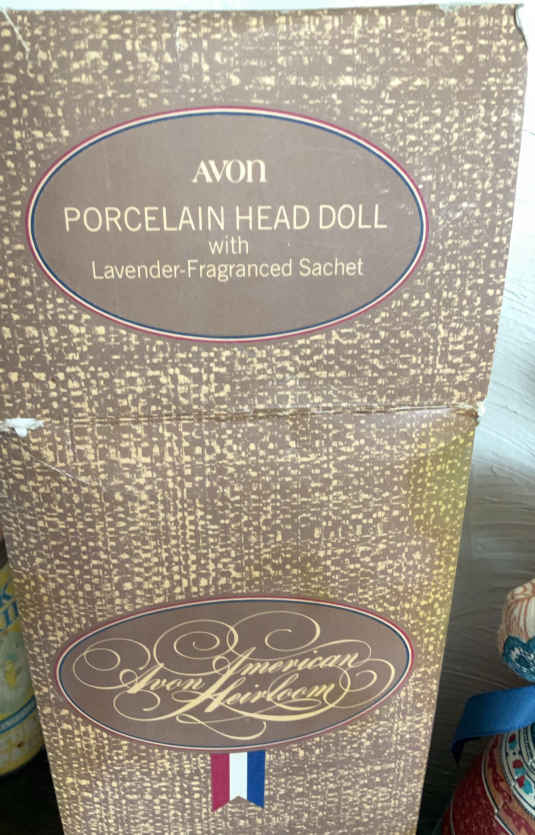 AVON
PORCELAIN HEAD DOLL
with
Lavender-Fragranced Sachet
Avon American
Heirloom